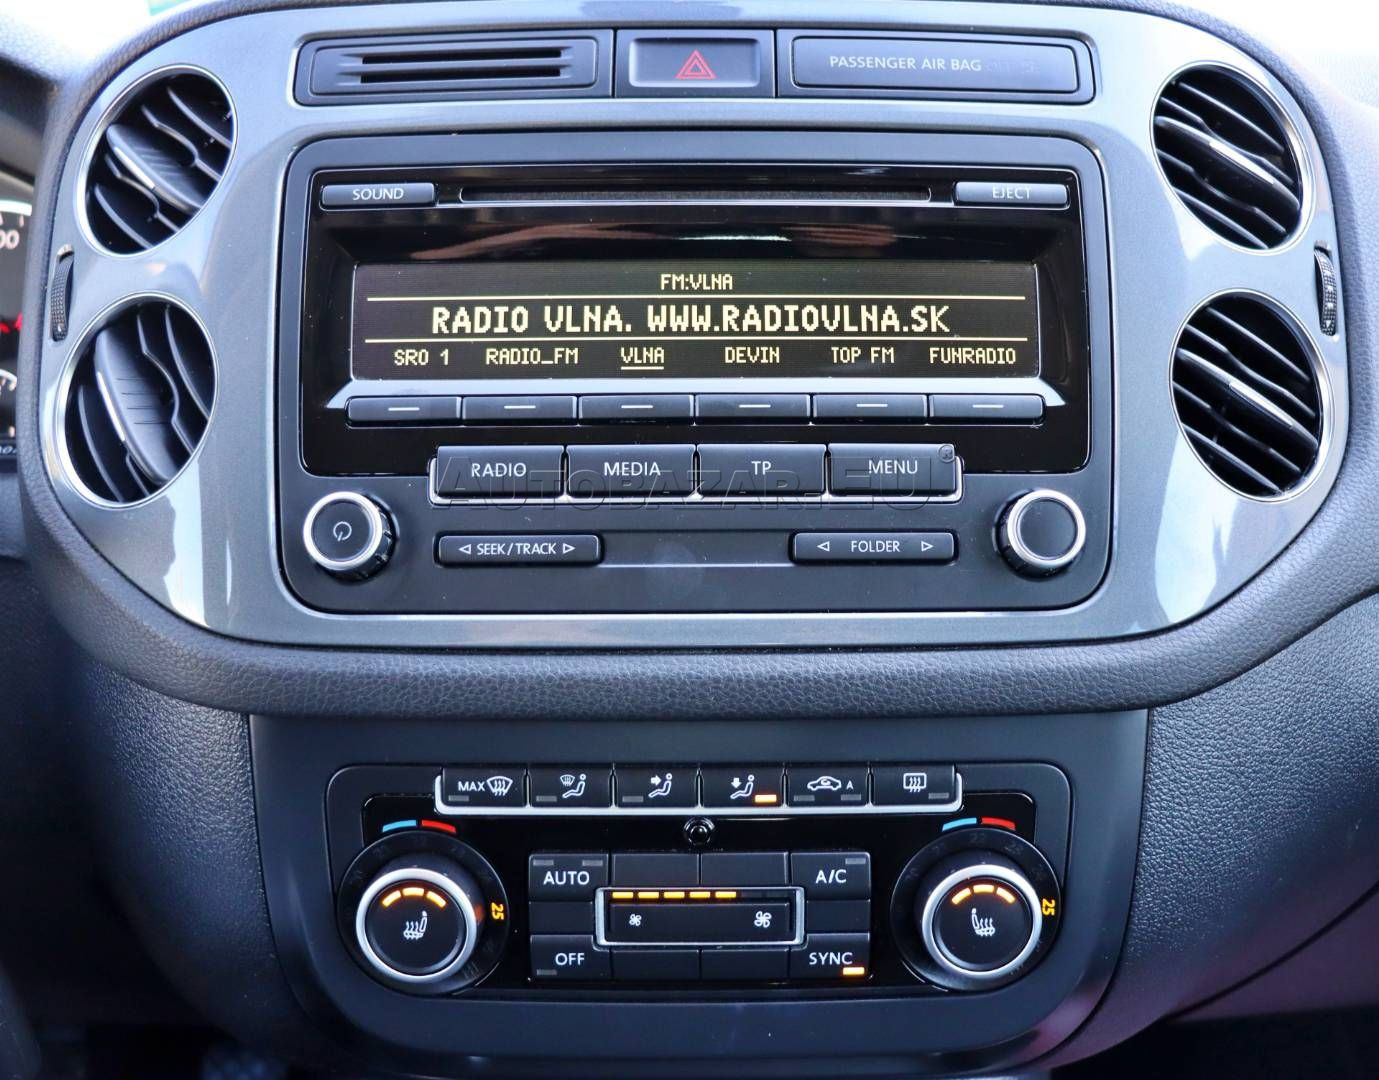 PASSENGER AIR BAG
00
SOUND
EJECT
FM:VLNA
RADIO VLNA. WWW.RADIOVLNA.SK
SRO 1 RADIO_FM VLNA DEVIN TOP FM FUNRADIO
RADIO MEDIA TP MENU
AUTOBAZAR.EU®
SEEK/TRACK
FOLDER
MAX
A
AUTO
A/C
25
25
OFF
SYNC